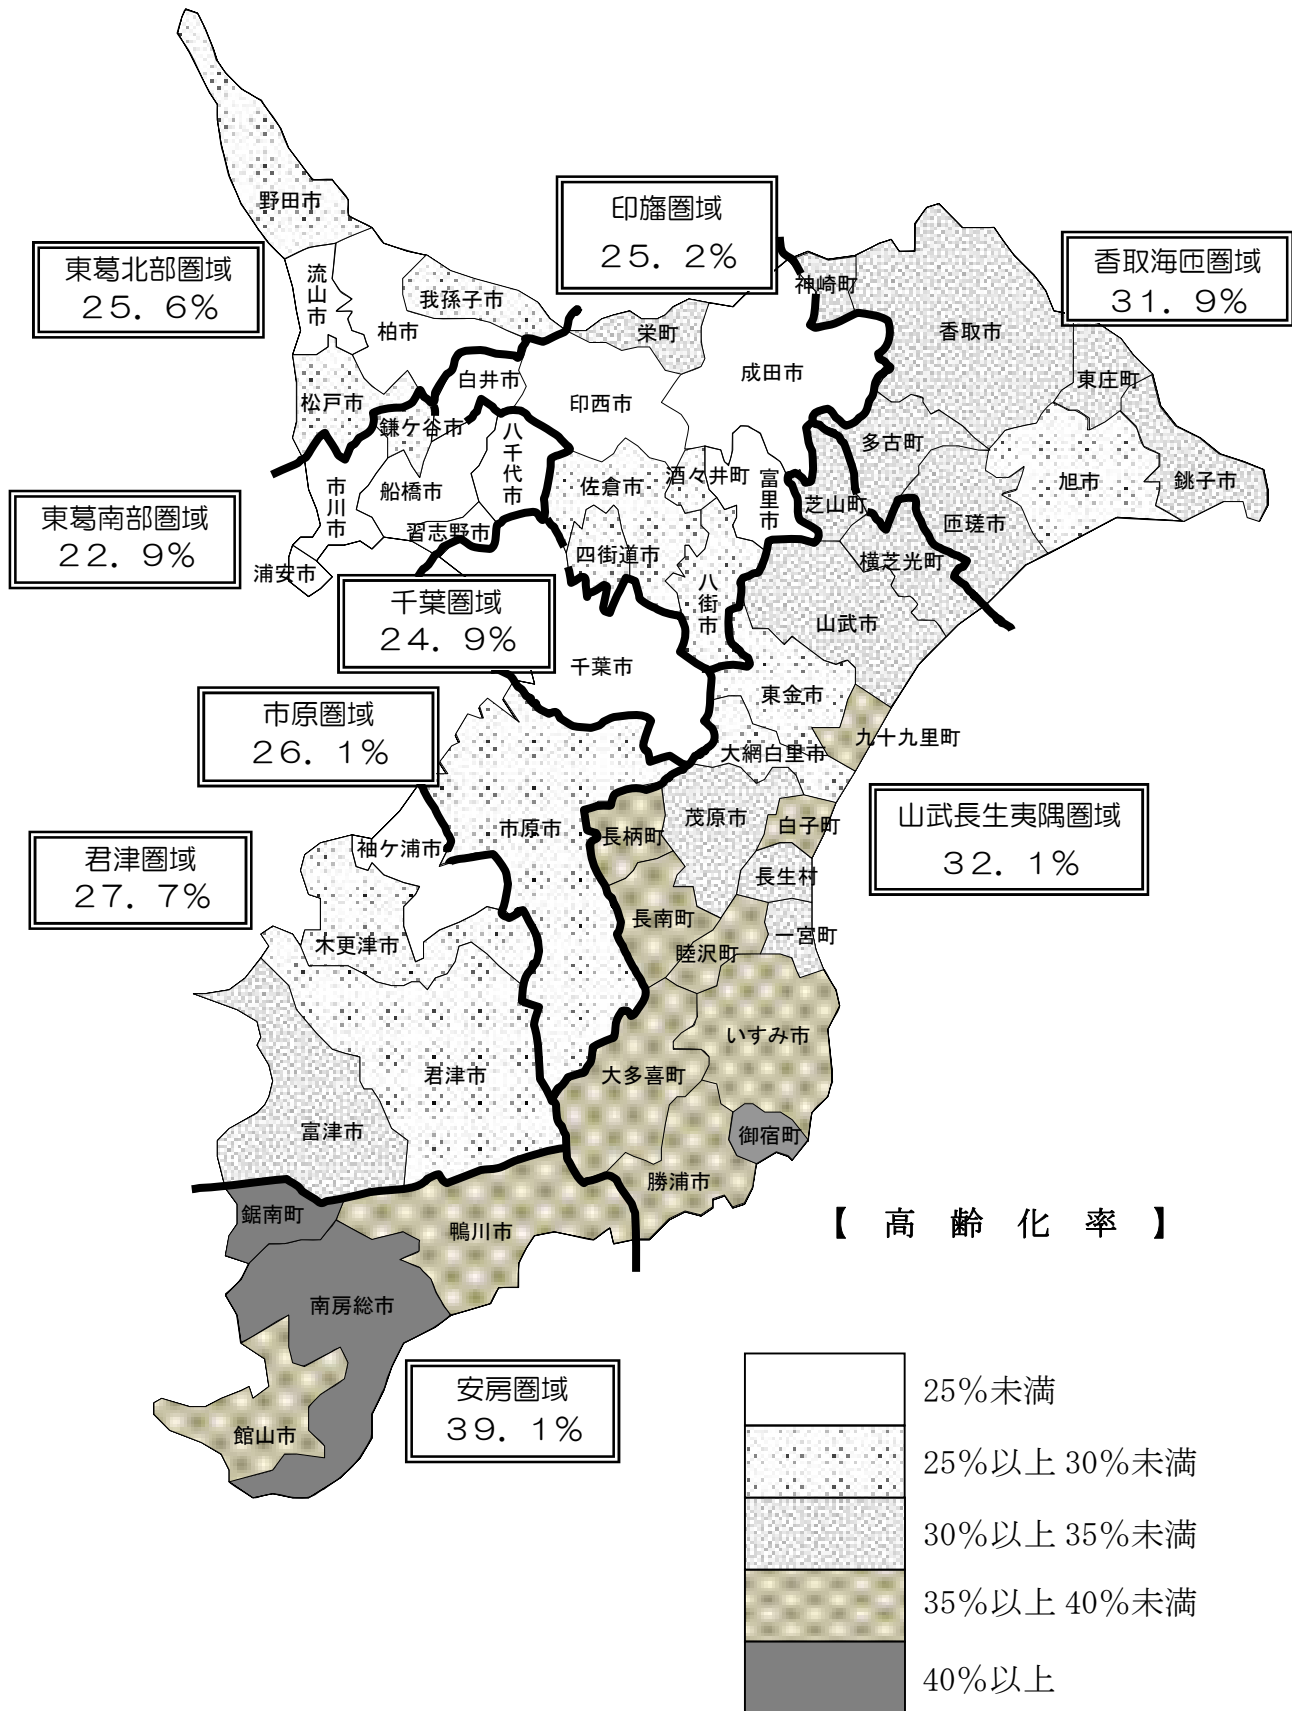 野田市
印旛圏域
25．2%
東葛北部圏域
25．6%
香取海匝圏域
31．9%
流山市
我孫子市
柏市
神崎町
栄町
香取市
成田市
東庄町
白井市
松戸市
印西市
鎌ケ谷市
八千代市
多古町
酒々井町
富里市
旭市
銚子市
佐倉市
船橋市
市川市
芝山町
匝瑳市
東葛南部圏域
22．9%
習志野市
四街道市
横芝光町
浦安市
八街市
千葉圏域
24．9%
山武市
千葉市
東金市
市原圏域
26．1%
九十九里町
大網白里市
山武長生夷隅圏域
32．1%
茂原市
白子町
市原市
長柄町
袖ケ浦市
君津圏域
27．7%
長生村
長南町
一宮町
木更津市
睦沢町
いすみ市
君津市
大多喜町
富津市
御宿町
勝浦市
鋸南町
鴨川市
【 高 齢 化 率 】
南房総市
安房圏域
39．1%
館山市
25%未満
25%以上 30%未満
30%以上 35%未満
35%以上 40%未満
40%以上